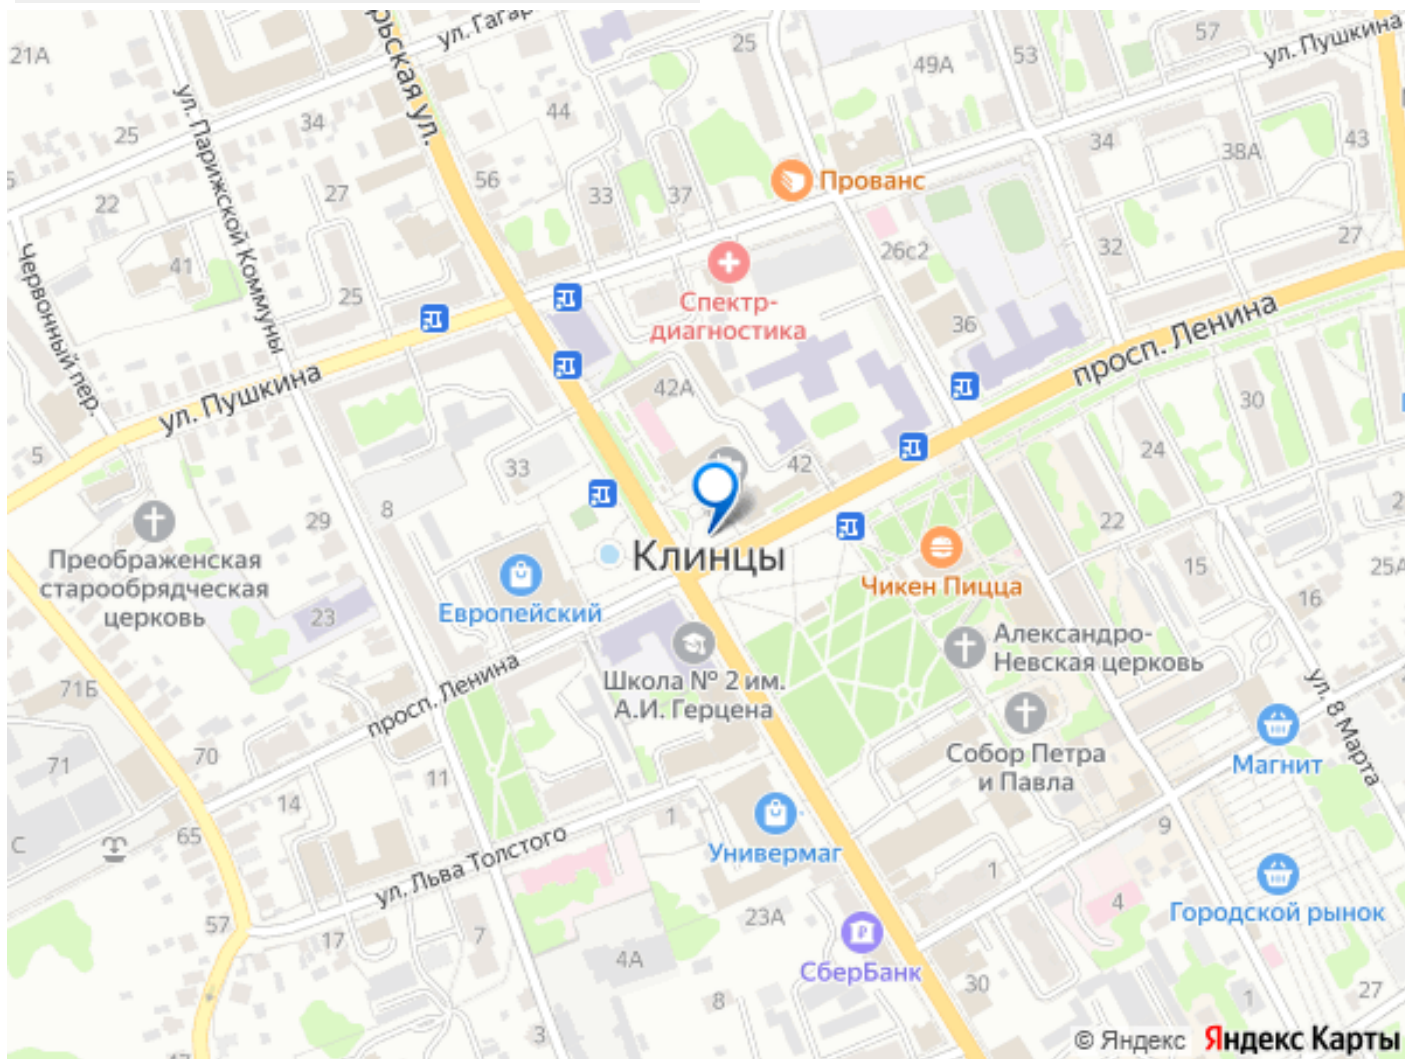 21А
ул. Гагар
рьская ул.
25
49А
53
57
ул. Пушкина
ул. Парижской Коммуны
25
34
44
34
38А
43
56
Прованс
22
27
33
37
Червонный пер.
41
26с2
32
27
25
Спектр-
диагностика
36
просп. Ленина
42А
ул. Пушкина
30
5
33
42
24
8
29
22
Преображенская
старообрядческая
церковь
Клинцы
Чикен Пицца
15
25А
Европейский
16
23
Александро-
Невская церковь
Школа № 2 им.
А.И. Герцена
71Б
просп. Ленина
ул. 8 Марта
Собор Петра
и Павла
Магнит
70
71
11
14
1
65
С
9
Универмаг
ул. Льва Толстого
1
4
Городской рынок
57
17
7
23А
4А
СберБанк
30
8
1
27
3
© Яндекс Яндекс Карты